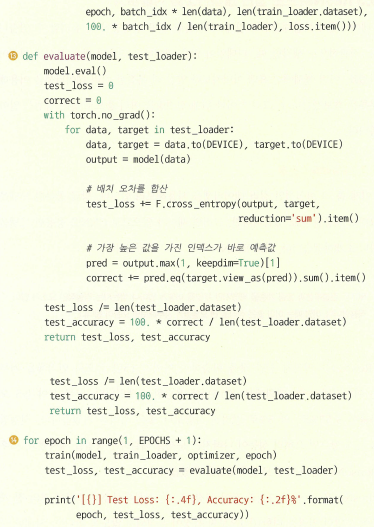 epoch, batch_idx * len(data), len(train_loader.dataset),
100. * batch_idx / len(train_loader), loss.item()))
⑬ def evaluate(model, test_loader):
model.eval()
test_loss = 0
correct = 0
with torch.no_grad():
for data, target in test_loader:
data, target = data.to(DEVICE), target.to(DEVICE)
output = model(data)
# 배치 오차를 합산
test_loss += F.cross_entropy(output, target,
reduction='sum').item()
# 가장 높은 값을 가진 인덱스가 바로 예측값
pred = output.max(1, keepdim=True)[1]
correct += pred.eq(target.view_as(pred)).sum().item()
test_loss /= len(test_loader.dataset)
test_accuracy = 100. * correct / len(test_loader.dataset)
return test_loss, test_accuracy
test_loss /= len(test_loader.dataset)
test_accuracy = 100. * correct / len(test_loader.dataset)
return test_loss, test_accuracy
⑭ for epoch in range(1, EPOCHS + 1):
train(model, train_loader, optimizer, epoch)
test_loss, test_accuracy = evaluate(model, test_loader)
print('[{}] Test Loss: {:.4f}, Accuracy: {:.2f}%'.format(
epoch, test_loss, test_accuracy))